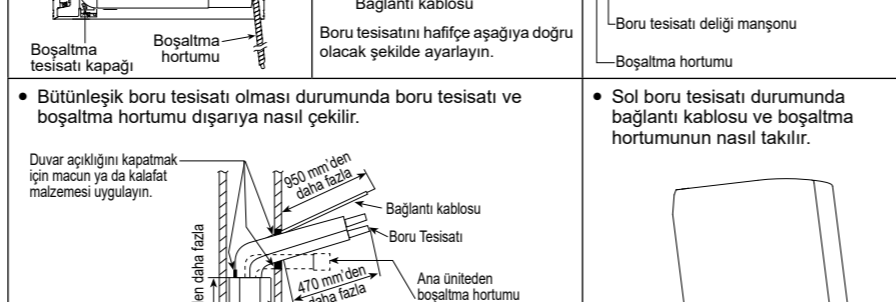 Bağlantı kablosu
Boşaltma
tesisatı kapağı
Boşaltma
hortumu
Boru tesisatını hafifçe aşağıya doğru
olacak şekilde ayarlayın.
Boru tesisatı deliği manşonu
Boşaltma hortumu
• Bütünleşik boru tesisatı olması durumunda boru tesisatı ve
boşaltma hortumu dışarıya nasıl çekilir.
Duvar açıklığını kapatmak
için macun ya da kalafat
malzemesi uygulayın.
950 mm'den
daha fazla
Bağlantı kablosu
Boru Tesisatı
470 mm'den
daha fazla
Ana üniteden
boşaltma hortumu
daha fazla
• Sol boru tesisatı durumunda
bağlantı kablosu ve boşaltma
hortumunun nasıl takılır.